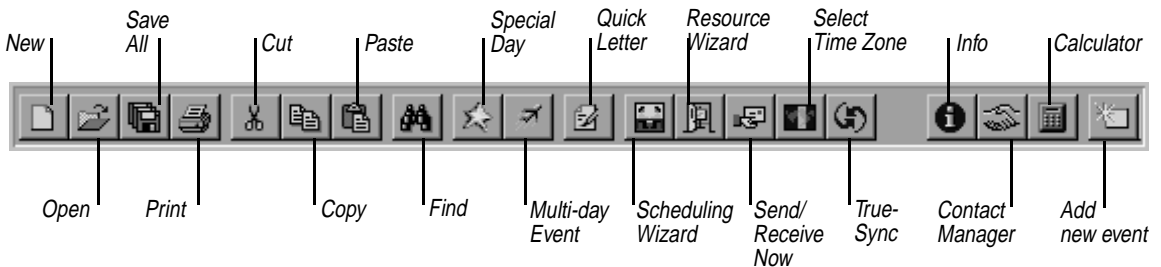 New
Save
All
Cut
Paste
Special
Day
Quick
Letter
Resource
Wizard
Select
Time Zone
Info
Calculator
Open
Print
Copy
Find
Multi-day
Event
Scheduling
Wizard
Send/
Receive
Now
True-
Sync
Contact
Manager
Add
new event